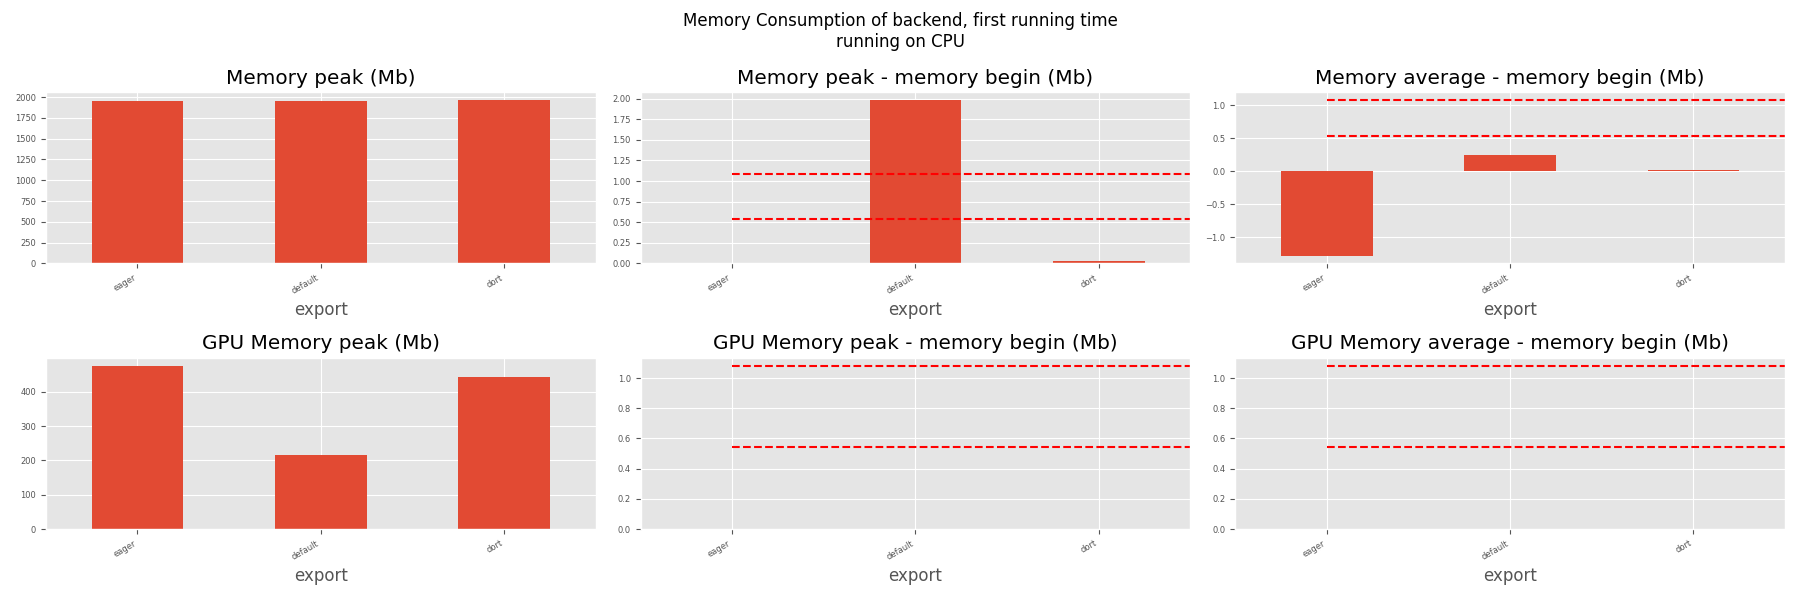 Memory Consumption of backend, first running time
running on CPU
Memory peak (Mb)
2000
1750
1500
1250
1000
750
500
250
0
eager
default
dort
export
Memory peak - memory begin (Mb)
2.00
1.75
1.50
1.25
1.00
0.75
0.50
0.25
0.00
eager
default
dort
export
Memory average - memory begin (Mb)
1.0
0.5
0.0
−0.5
−1.0
eager
default
dort
export
GPU Memory peak (Mb)
400
300
200
100
0
eager
default
dort
export
GPU Memory peak - memory begin (Mb)
1.0
0.8
0.6
0.4
0.2
0.0
eager
default
dort
export
GPU Memory average - memory begin (Mb)
1.0
0.8
0.6
0.4
0.2
0.0
eager
default
dort
export